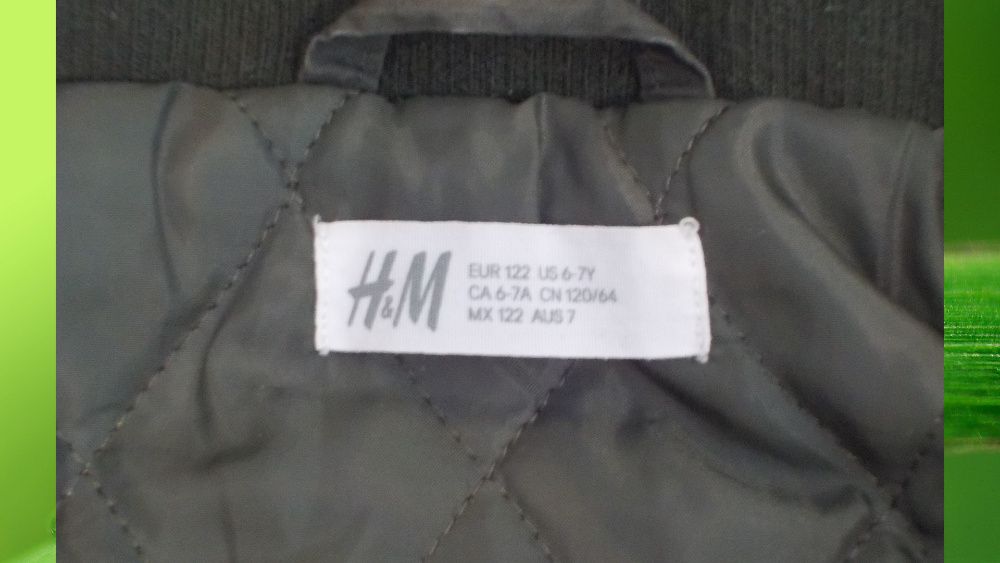 H&M
EUR 122 US 6-7Y
CA 6-7A CN 120/64
MX 122 AUS 7